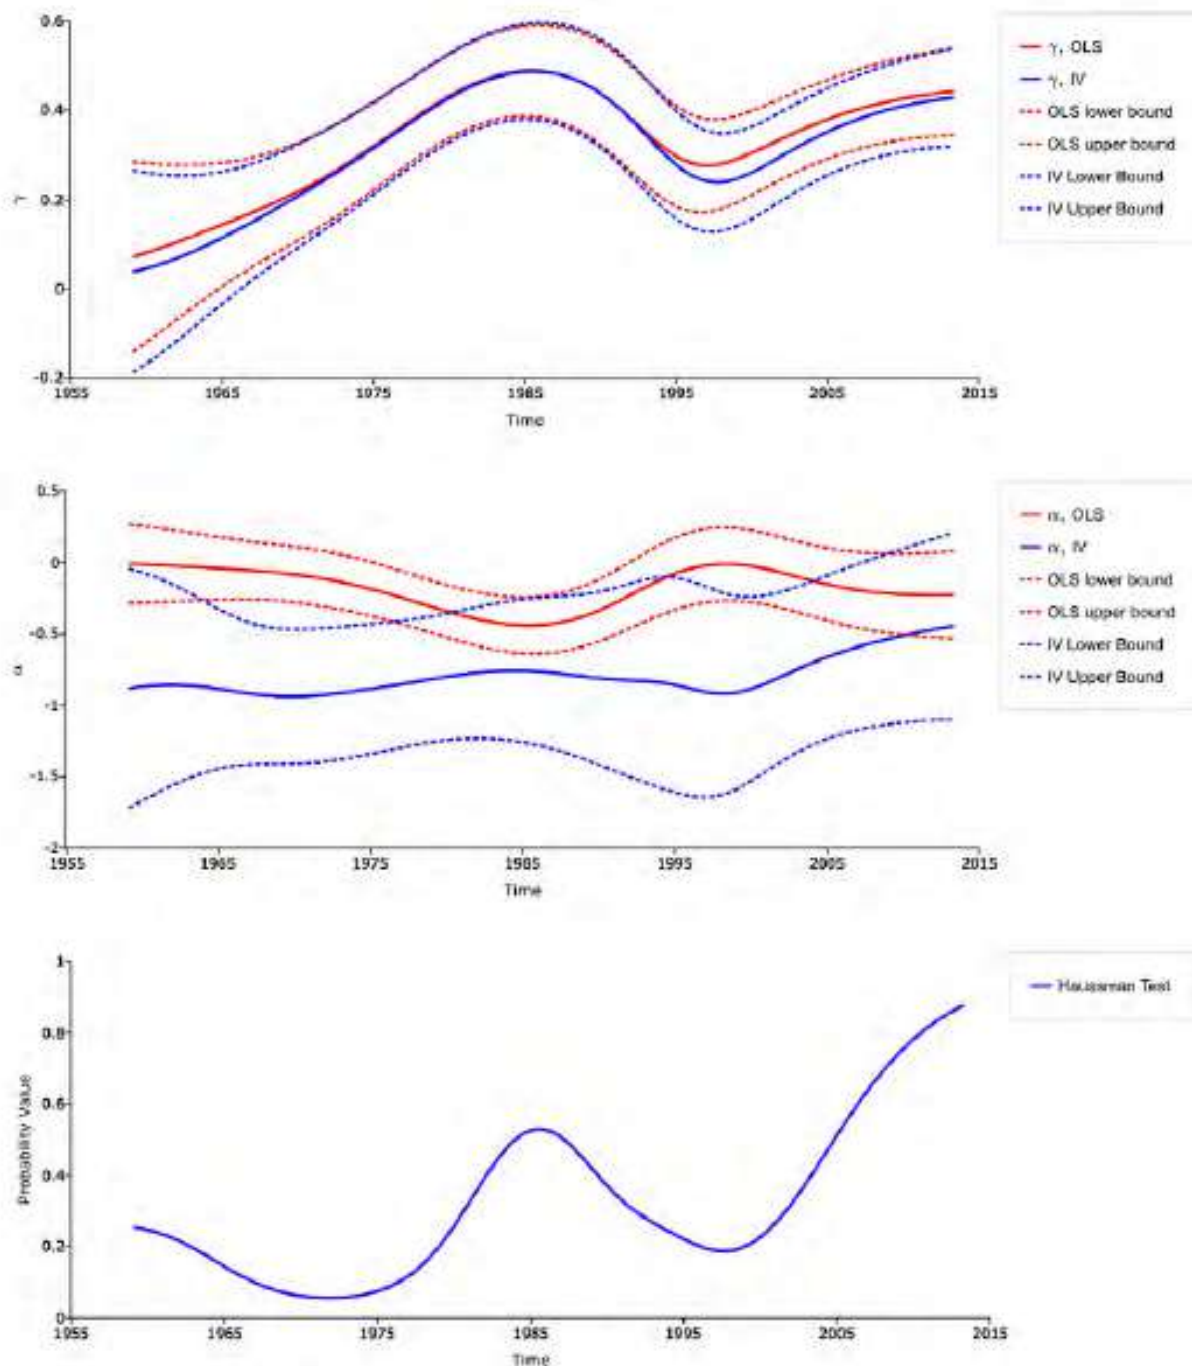 0.6
0.4
0.2
0
-0.2
γ
1955 1965 1975 1985 1995 2005 2015
Time
γ, OLS
γ, IV
OLS lower bound
OLS upper bound
IV Lower Bound
IV Upper Bound
0.5
0
-0.5
-1
-1.5
-2
α
1955 1965 1975 1985 1995 2005 2015
Time
α, OLS
α, IV
OLS lower bound
OLS upper bound
IV Lower Bound
IV Upper Bound
1
0.8
0.6
0.4
0.2
0
Probability Value
1955 1965 1975 1985 1995 2005 2015
Time
Haussman Test